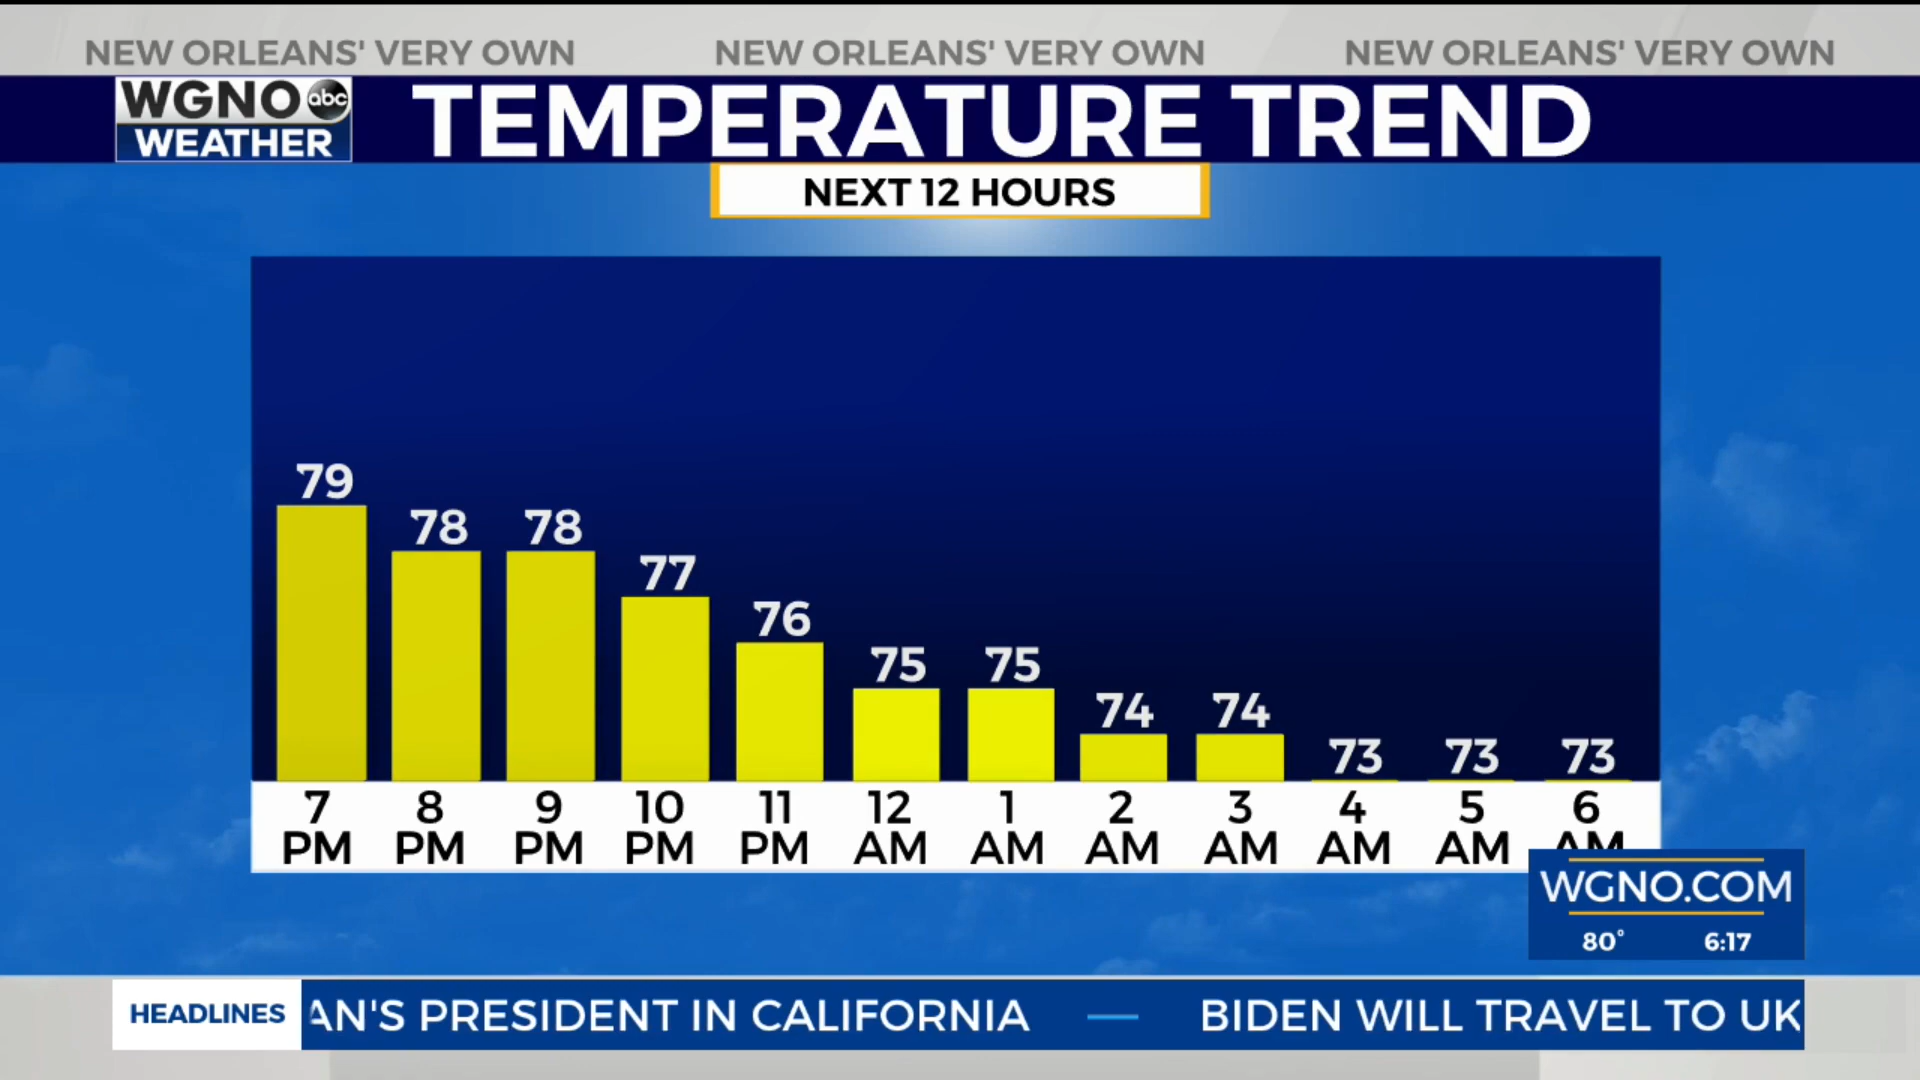 NEW ORLEANS' VERY OWN NEW ORLEANS' VERY OWN NEW ORLEANS' VERY OWN
WGNO abc
WEATHER
TEMPERATURE TREND
NEXT 12 HOURS
79 78 78 77 76 75 75 74 74 73 73 73
7 8 9 10 11 12 1 2 3 4 5 6
PM PM PM PM PM AM AM AM AM AM AM AM
WGNO.COM
80° 6:17
HEADLINES AN'S PRESIDENT IN CALIFORNIA — BIDEN WILL TRAVEL TO UK